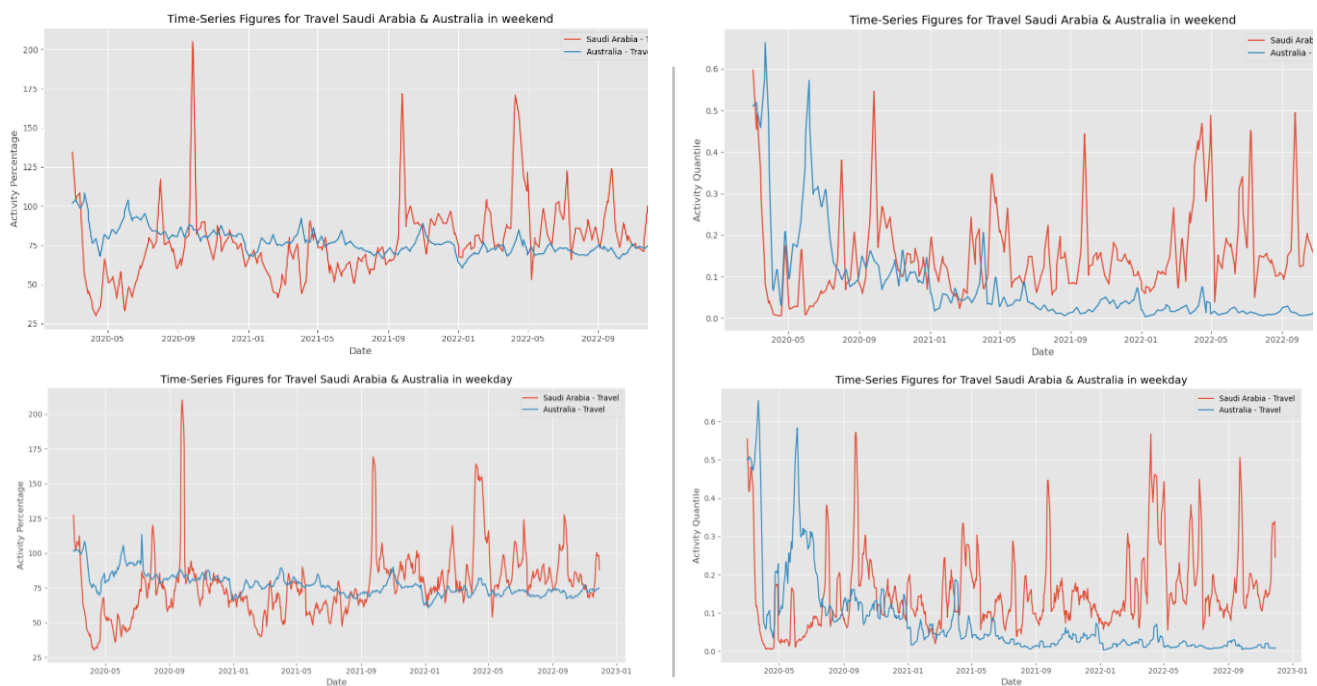 Time-Series Figures for Travel Saudi Arabia & Australia in weekend
Saudi Arabia - T
Australia - Trave
200
175
150
125
100
75
50
25
Activity Percentage
2020-05 2020-09 2021-01 2021-05 2021-09 2022-01 2022-05 2022-09
Date
Time-Series Figures for Travel Saudi Arabia & Australia in weekend
Saudi Arab
Australia -
0.6
0.5
0.4
0.3
0.2
0.1
0.0
Activity Quantile
2020-05 2020-09 2021-01 2021-05 2021-09 2022-01 2022-05 2022-09
Date
Time-Series Figures for Travel Saudi Arabia & Australia in weekday
Saudi Arabia - Travel
Australia - Travel
200
175
150
125
100
75
50
25
Activity Percentage
2020-05 2020-09 2021-01 2021-05 2021-09 2022-01 2022-05 2022-09 2023-01
Date
Time-Series Figures for Travel Saudi Arabia & Australia in weekday
Saudi Arabia - Travel
Australia - Travel
0.6
0.5
0.4
0.3
0.2
0.1
0.0
Activity Quantile
2020-05 2020-09 2021-01 2021-05 2021-09 2022-01 2022-05 2022-09 2023-01
Date